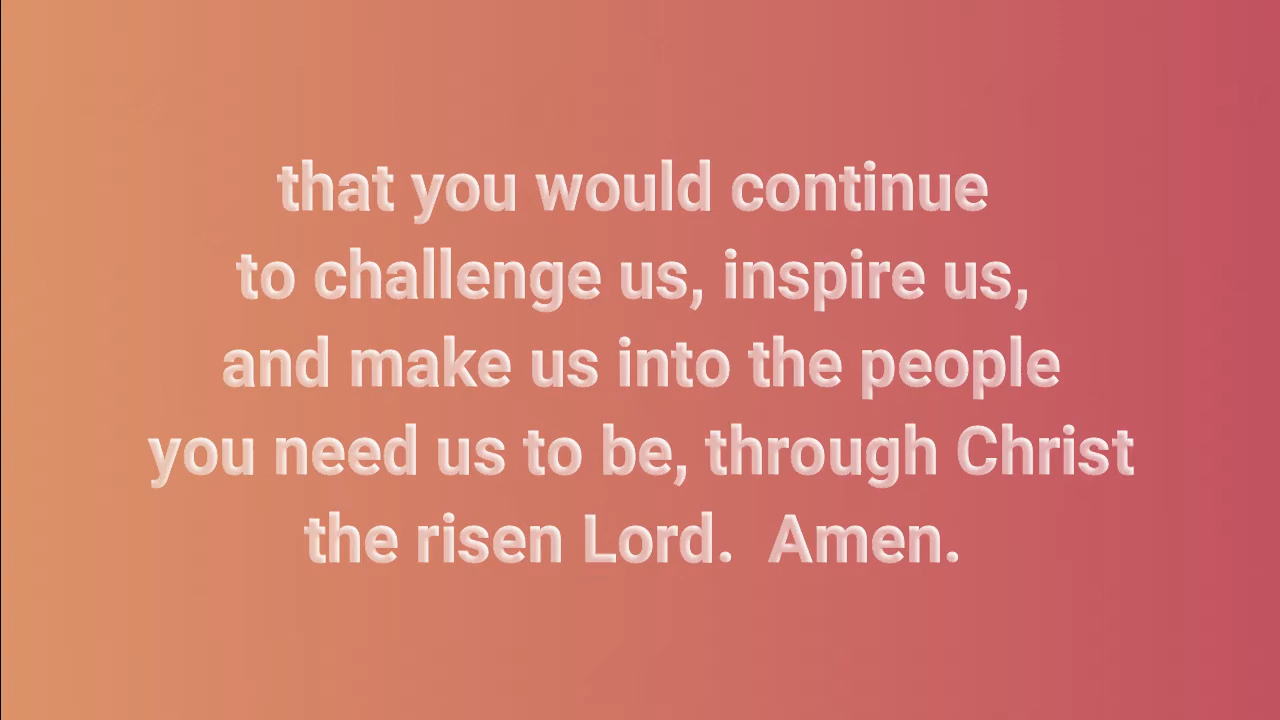 that you would continue
to challenge us, inspire us,
and make us into the people
you need us to be, through Christ
the risen Lord.  Amen.